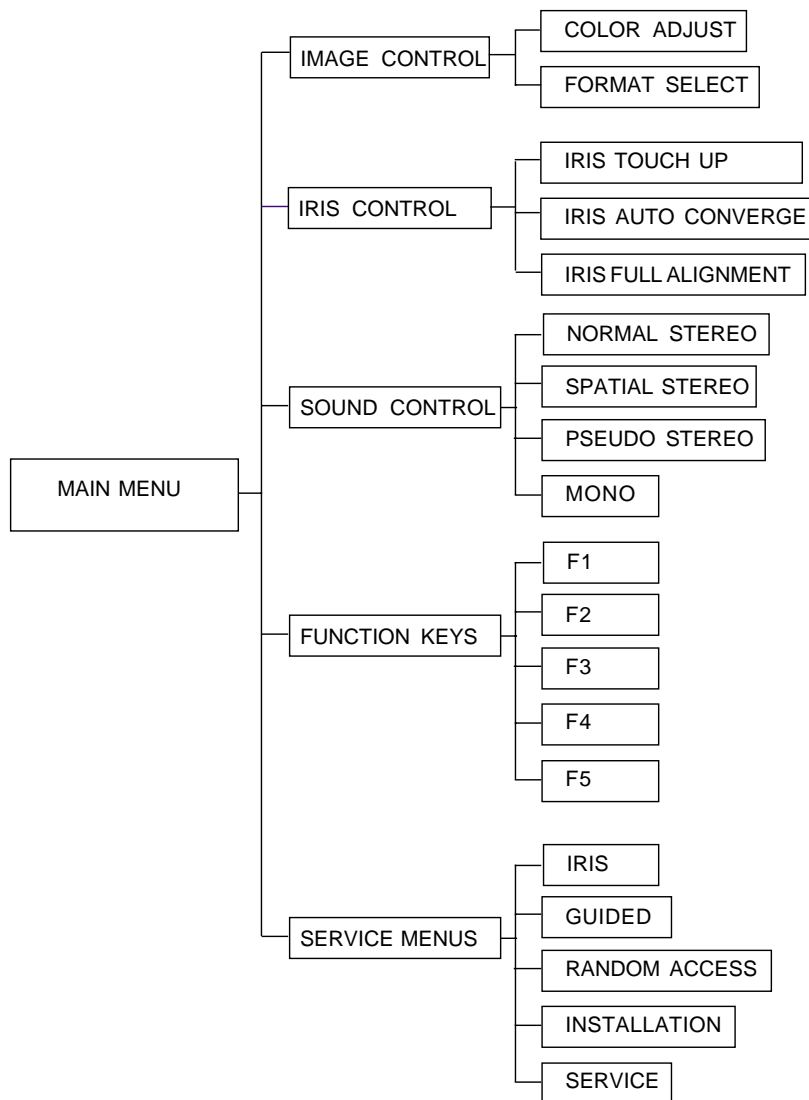 COLOR ADJUST
IMAGE CONTROL
FORMAT SELECT
IRIS TOUCH UP
IRIS CONTROL
IRIS AUTO CONVERGE
IRIS FULL ALIGNMENT
NORMAL STEREO
SPATIAL STEREO
SOUND CONTROL
PSEUDO STEREO
MAIN MENU
MONO
F1
F2
FUNCTION KEYS
F3
F4
F5
IRIS
GUIDED
SERVICE MENUS
RANDOM ACCESS
INSTALLATION
SERVICE